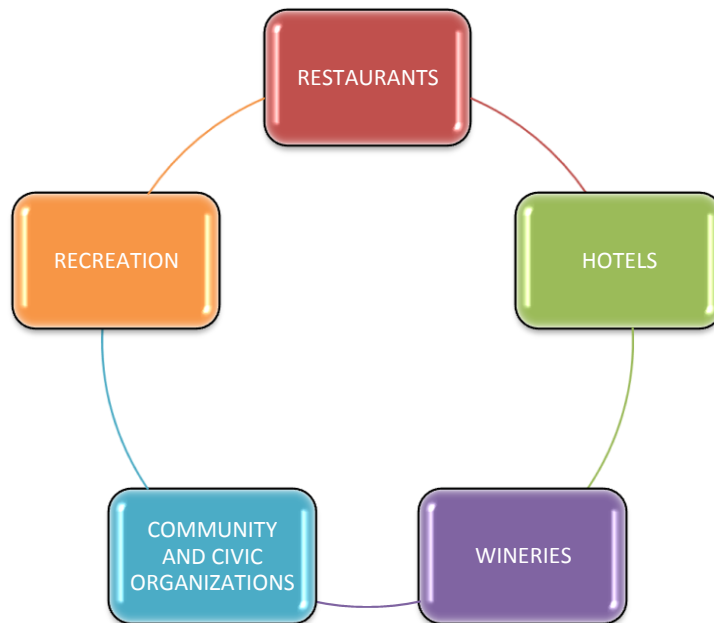 RESTAURANTS
HOTELS
WINERIES
COMMUNITY
AND CIVIC
ORGANIZATIONS
RECREATION